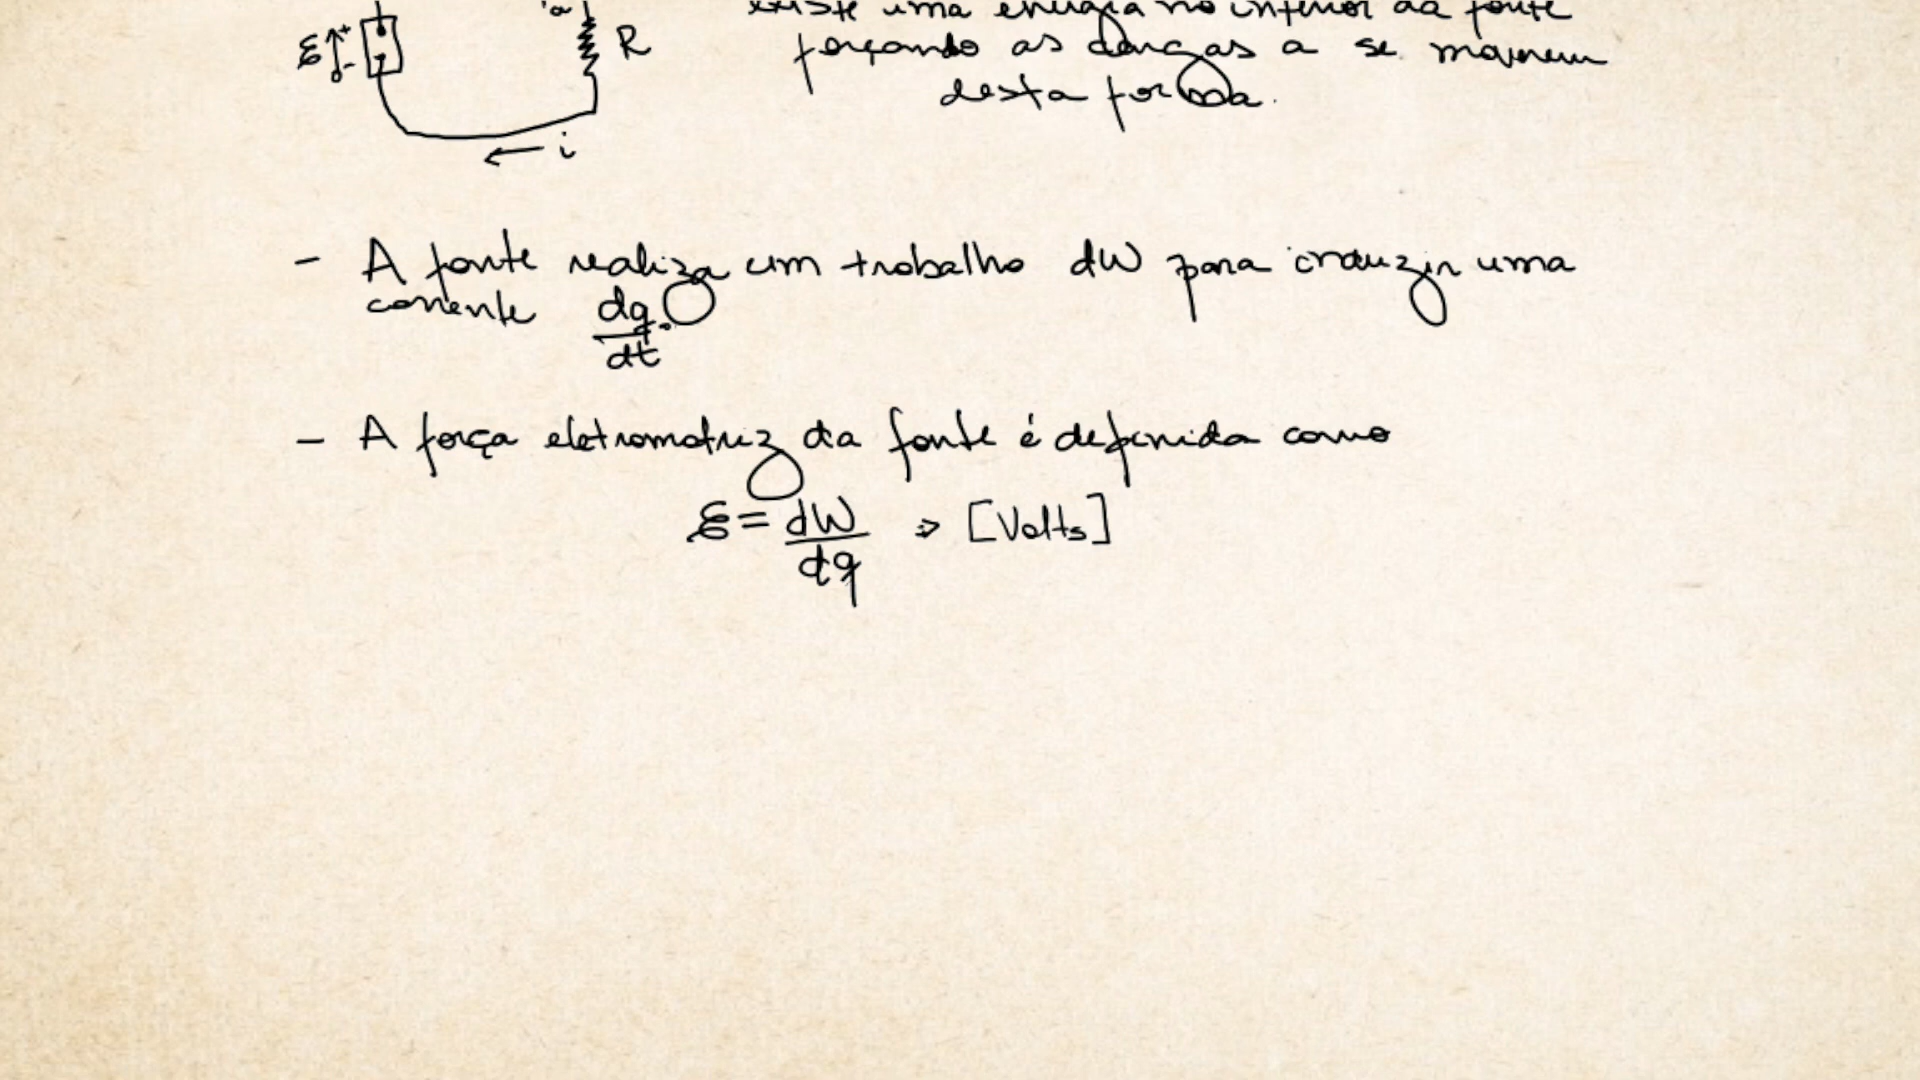 existe uma energia no interior da fonte
ℰ + - a R forçando as cargas a se moverem
desta forma.
i
- A fonte realiza um trabalho dW para induzir uma
corrente dq/dt.
- A força eletromotriz da fonte é definida como
ℰ = dW/dq ⇒ [Volts]